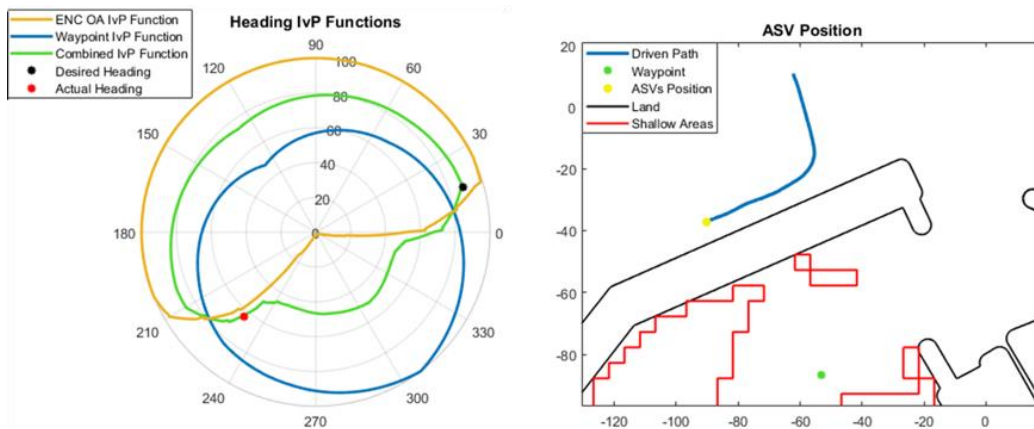 Heading IvP Functions
ENC OA IvP Function
Waypoint IvP Function
Combined IvP Function
Desired Heading
Actual Heading
90
120
60
150
30
180
0
210
330
240
300
270
100
80
60
40
20
0
ASV Position
Driven Path
Waypoint
ASVs Position
Land
Shallow Areas
20
0
-20
-40
-60
-80
-120
-100
-80
-60
-40
-20
0